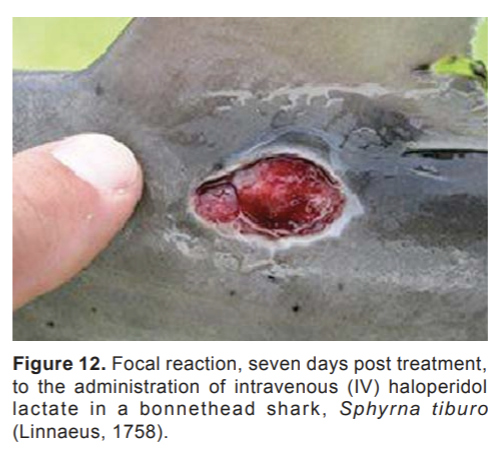 Figure 12. Focal reaction, seven days post treatment,
to the administration of intravenous (IV) haloperidol
lactate in a bonnethead shark, Sphyrna tiburo
(Linnaeus, 1758).